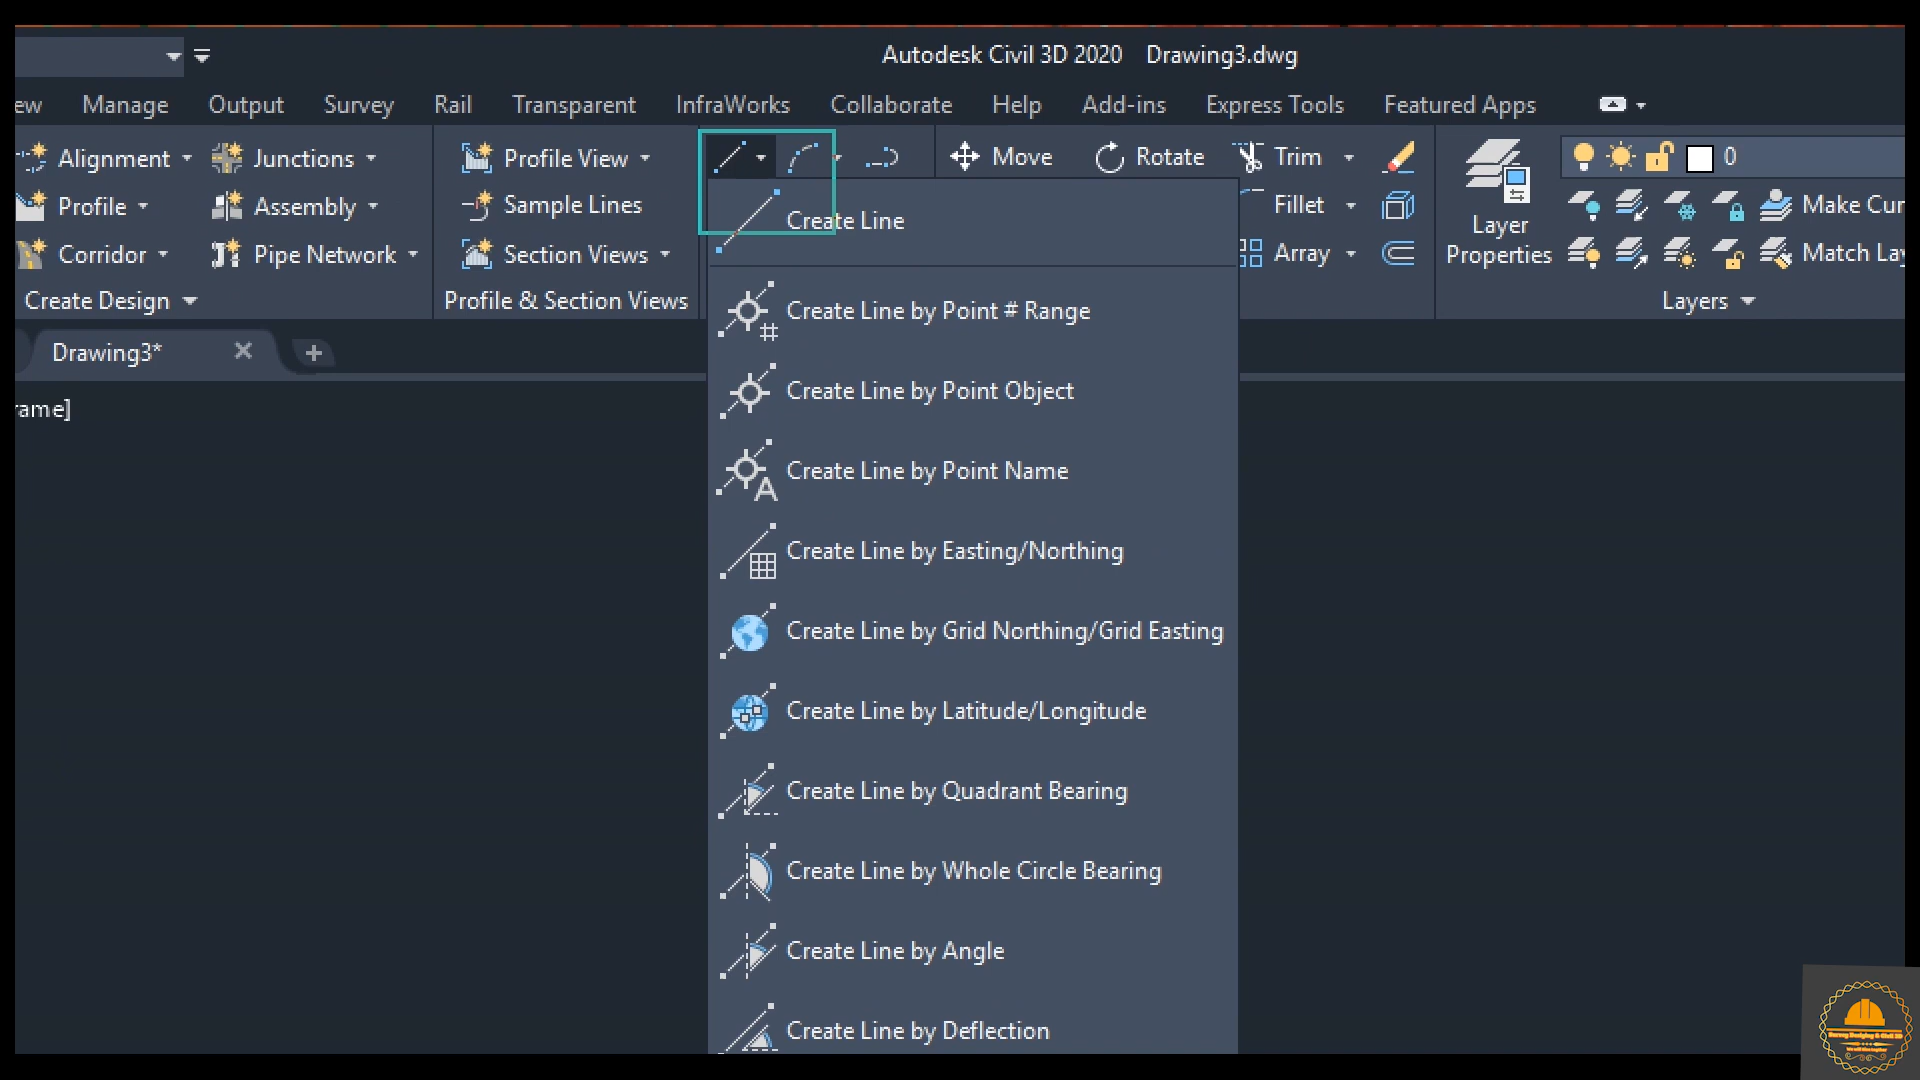 Autodesk Civil 3D 2020 Drawing3.dwg
ew Manage Output Survey Rail Transparent InfraWorks Collaborate Help Add-ins Express Tools Featured Apps
Alignment Junctions Profile View Move Rotate Trim 0
Profile Assembly Sample Lines Fillet Make Cur
Corridor Pipe Network Section Views Array Layer Properties Match Lay
Create Design Profile & Section Views Layers
Drawing3*
rame]
Create Line
Create Line by Point # Range
Create Line by Point Object
Create Line by Point Name
Create Line by Easting/Northing
Create Line by Grid Northing/Grid Easting
Create Line by Latitude/Longitude
Create Line by Quadrant Bearing
Create Line by Whole Circle Bearing
Create Line by Angle
Create Line by Deflection